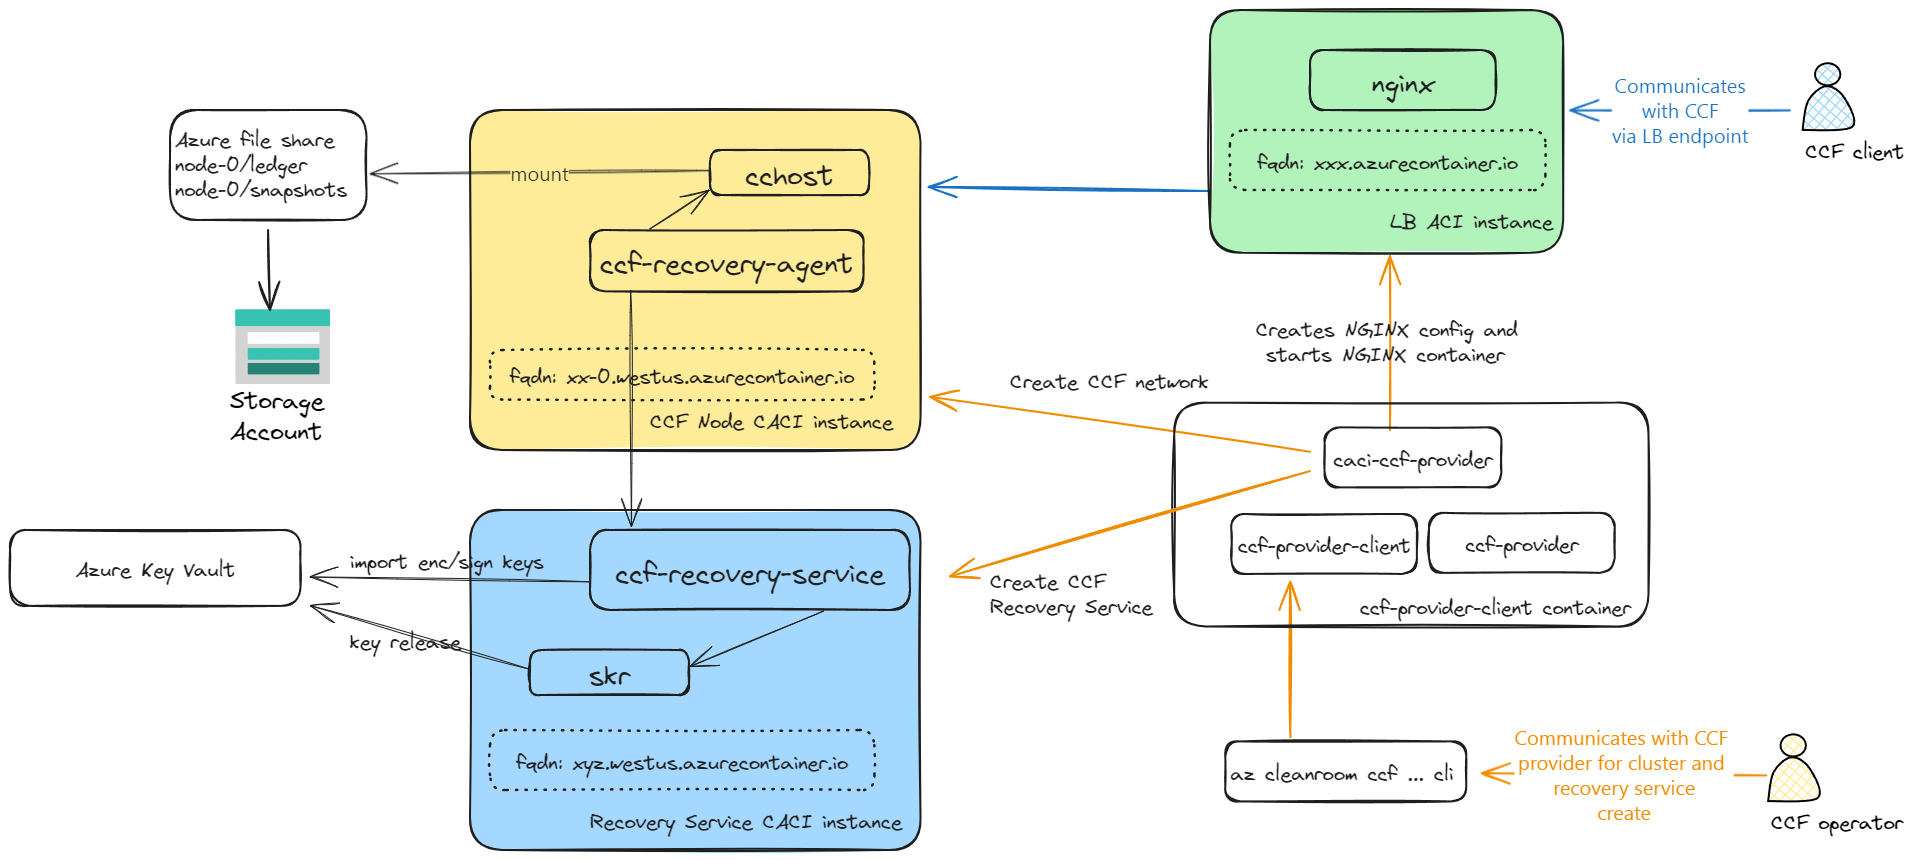 nginx
fqdn: xxx.azurecontainer.io
LB ACI instance
Communicates
with CCF
via LB endpoint
CCF client
Azure file share
node-0/ledger
node-0/snapshots
mount
cchost
ccf-recovery-agent
fqdn: xx-0.westus.azurecontainer.io
CCF Node CACI instance
Storage
Account
Creates NGINX config and
starts NGINX container
Create CCF network
caci-ccf-provider
ccf-provider-client
ccf-provider
ccf-provider-client container
Create CCF
Recovery Service
Azure Key Vault
import enc/sign keys
ccf-recovery-service
key release
skr
fqdn: xyz.westus.azurecontainer.io
Recovery Service CACI instance
az cleanroom ccf ... cli
Communicates with CCF
provider for cluster and
recovery service
create
CCF operator